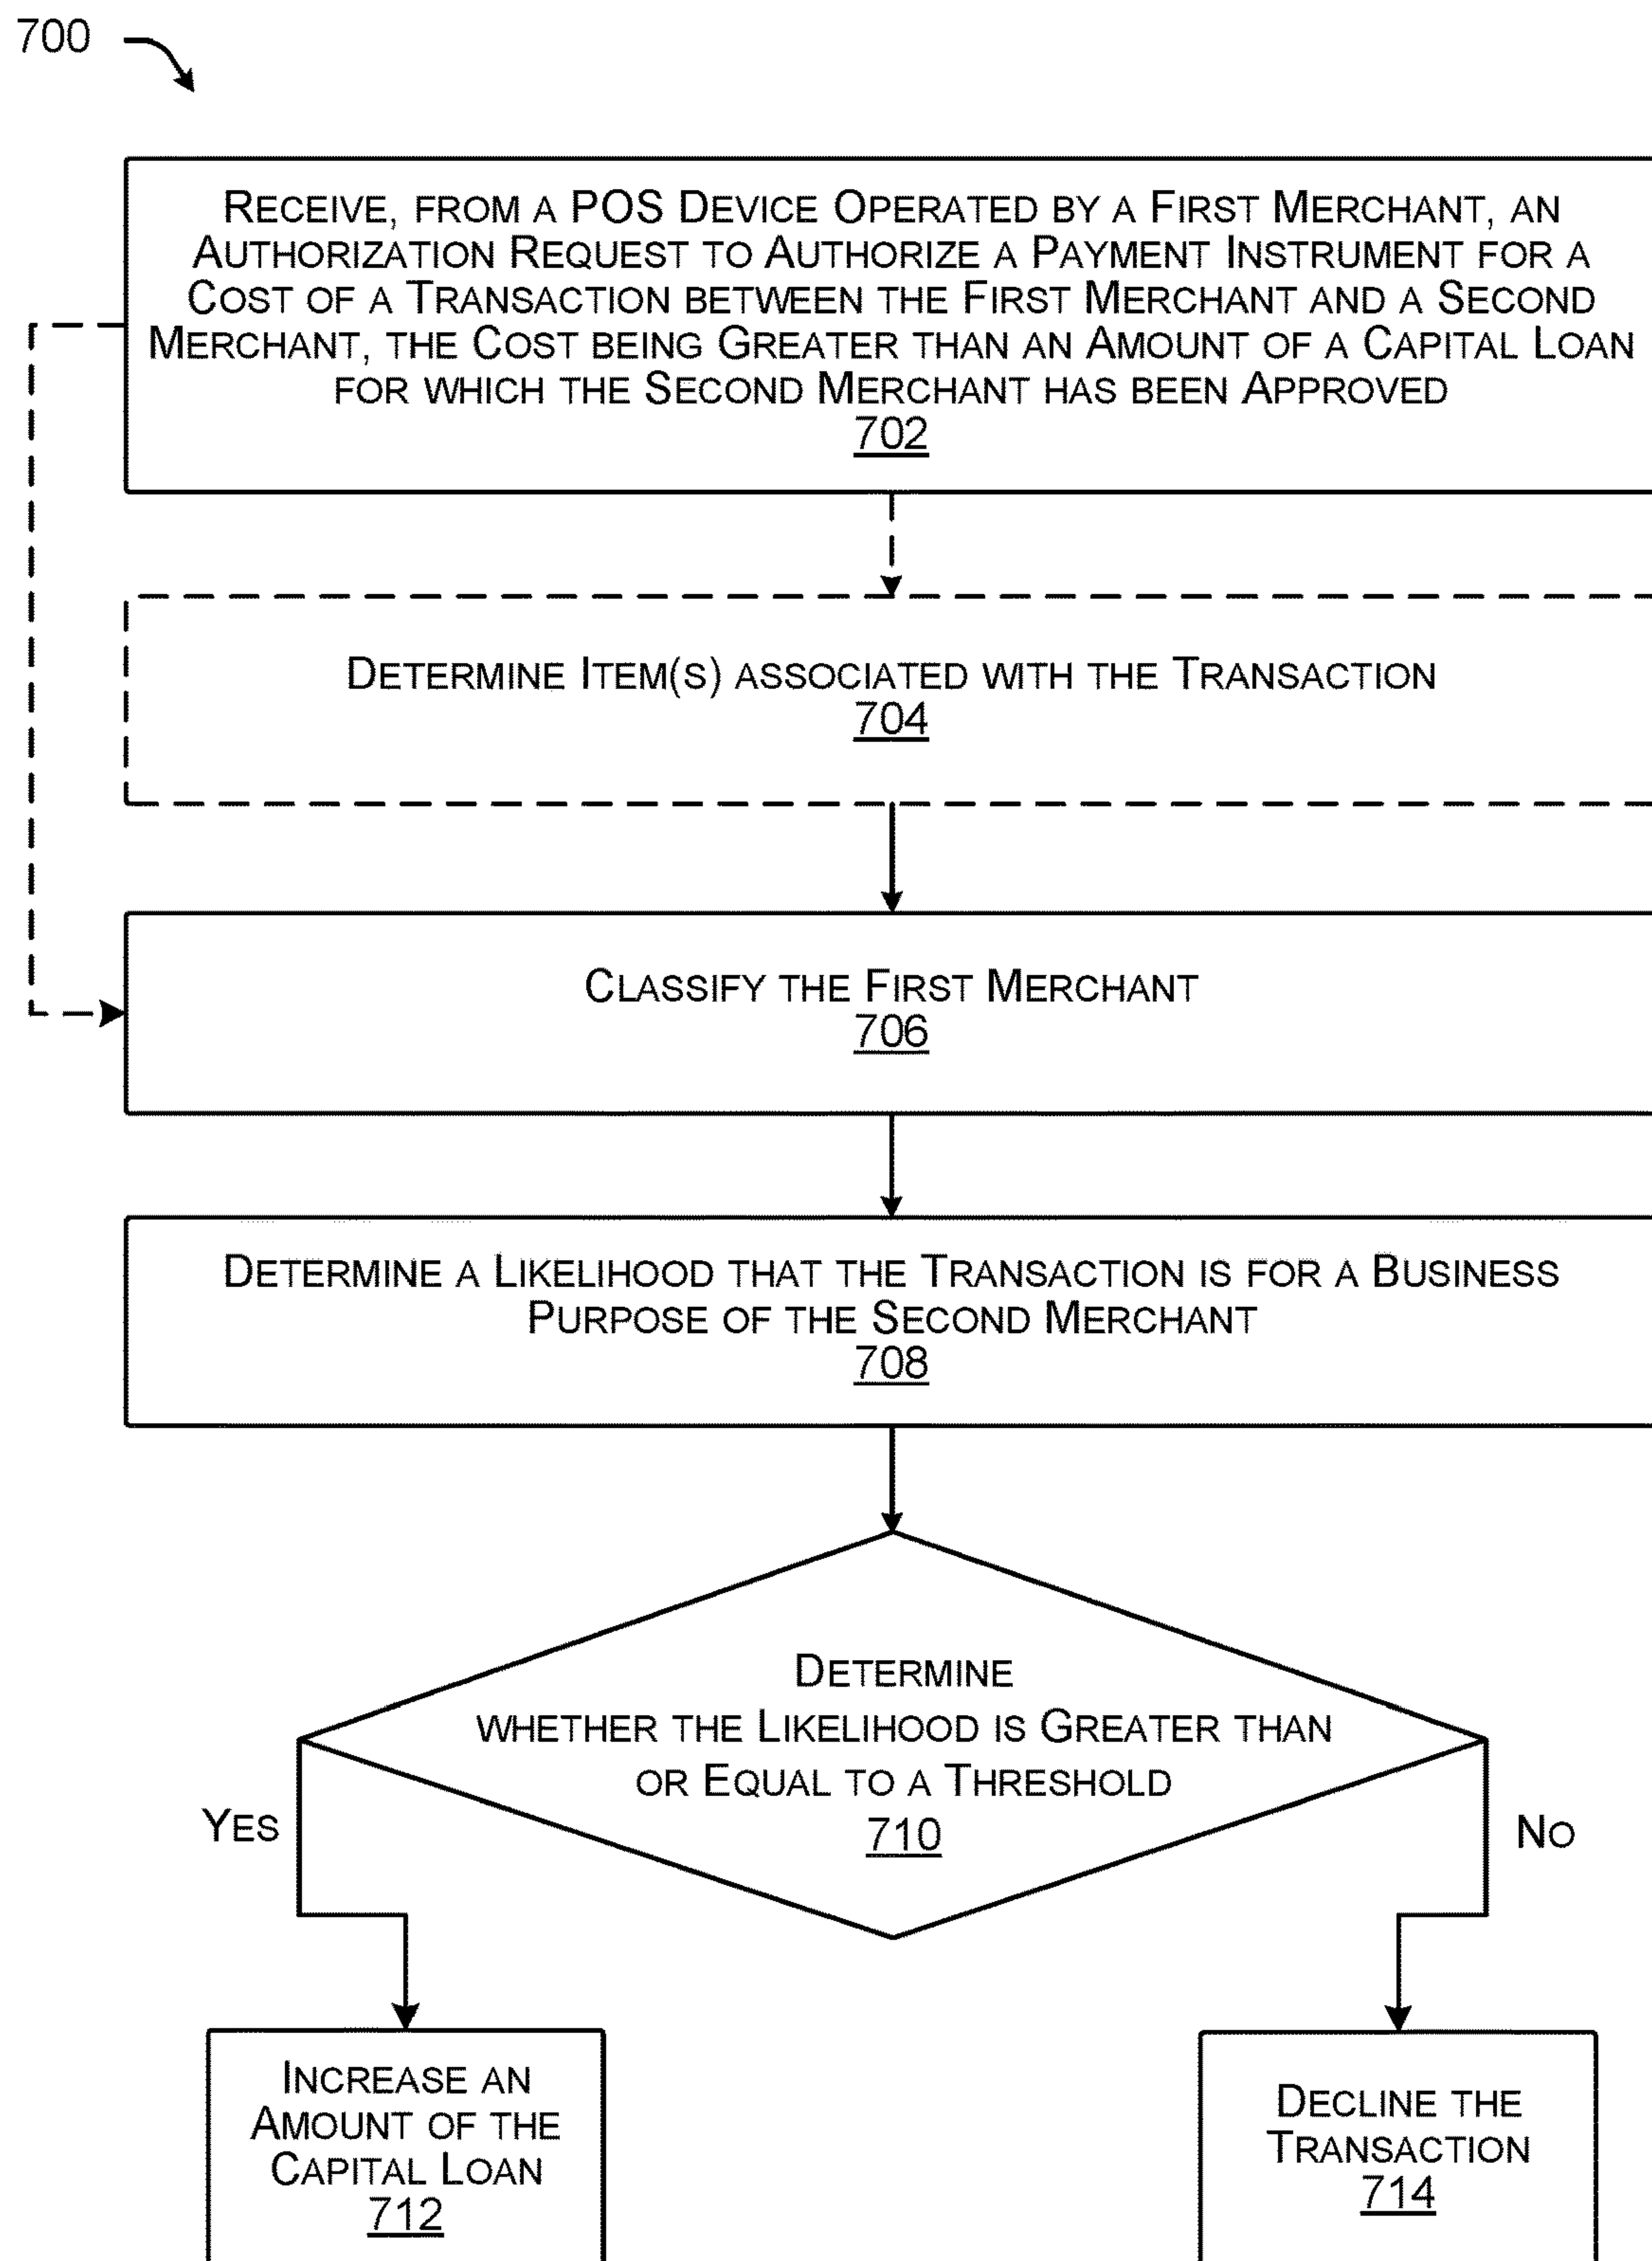 700
RECEIVE, FROM A POS DEVICE OPERATED BY A FIRST MERCHANT, AN
AUTHORIZATION REQUEST TO AUTHORIZE A PAYMENT INSTRUMENT FOR A
COST OF A TRANSACTION BETWEEN THE FIRST MERCHANT AND A SECOND
MERCHANT, THE COST BEING GREATER THAN AN AMOUNT OF A CAPITAL LOAN
FOR WHICH THE SECOND MERCHANT HAS BEEN APPROVED
702
DETERMINE ITEM(S) ASSOCIATED WITH THE TRANSACTION
704
CLASSIFY THE FIRST MERCHANT
706
DETERMINE A LIKELIHOOD THAT THE TRANSACTION IS FOR A BUSINESS
PURPOSE OF THE SECOND MERCHANT
708
DETERMINE
WHETHER THE LIKELIHOOD IS GREATER THAN
OR EQUAL TO A THRESHOLD
710
YES
NO
INCREASE AN
AMOUNT OF THE
CAPITAL LOAN
712
DECLINE THE
TRANSACTION
714